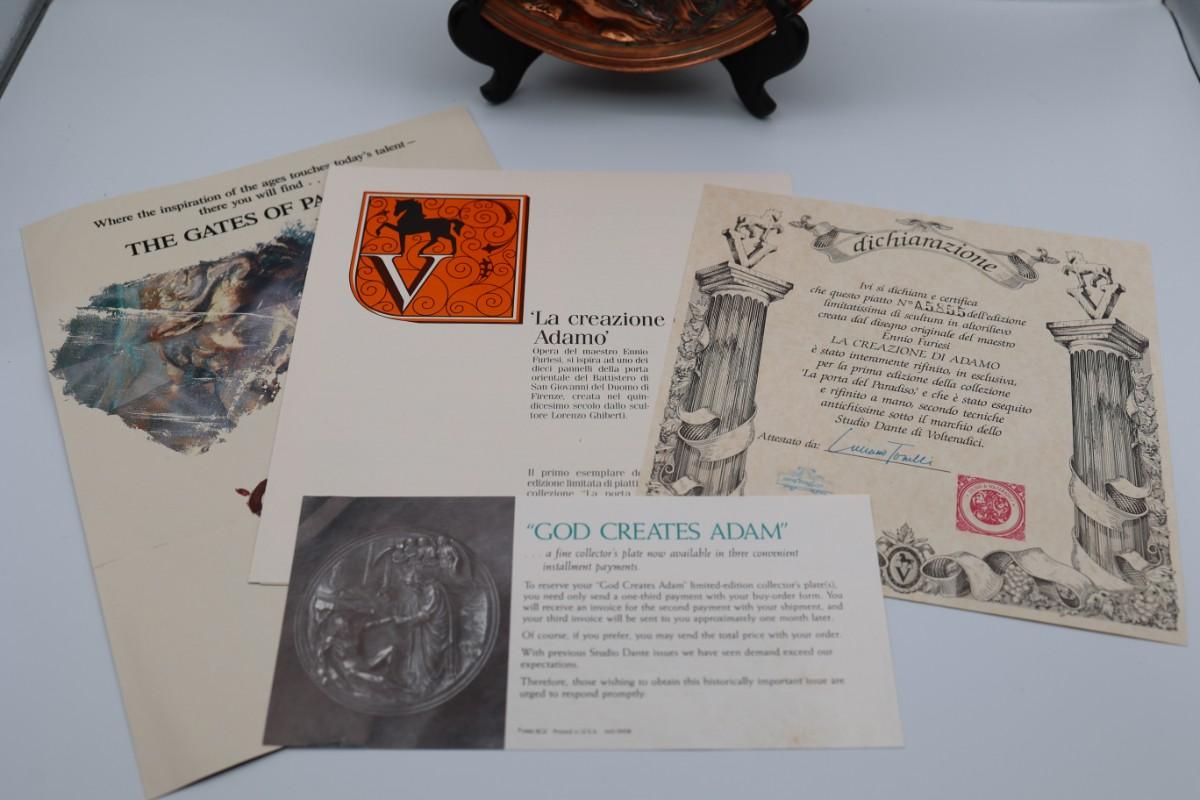 Where the inspiration of the ages touches today's talent—
there you will find . .
THE GATES OF PA
V
'La creazione
Adamo'
Opera del maestro Ennio
Furiesi, si ispira ad uno dei
dieci pannelli della porta
orientale del Battistero di
San Giovanni del Duomo di
Firenze, creata nel quin-
dicesimo secolo dallo scul-
tore Lorenzo Ghiberti.
Il primo esemplare de
edizione limitata di piatti
collezione "La porta
dichiarazione
Ivi si dichiara e certifica
che questo piatto N° A5855 dell'edizione
limitatissima di scultura in altorilievo
creata dal disegno originale del maestro
Ennio Furiesi
LA CREAZIONE DI ADAMO
è stato interamente rifinito, in esclusiva,
per la prima edizione della collezione
'La porta del Paradiso,' e che è stato eseguito
e rifinito a mano, secondo tecniche
antichissime sotto il marchio dello
Studio Dante di Volteradici.
Attestato da:
V
"GOD CREATES ADAM"
. . . a fine collector's plate now available in three convenient
installment payments.
To reserve your "God Creates Adam" limited-edition collector's plate(s),
you need only send a one-third payment with your buy-order form. You
will receive an invoice for the second payment with your shipment, and
your third invoice will be sent to you approximately one month later.
Of course, if you prefer, you may send the total price with your order.
With previous Studio Dante issues we have seen demand exceed our
expectations.
Therefore, those wishing to obtain this historically important issue are
urged to respond promptly.
Printed in U.S.A.